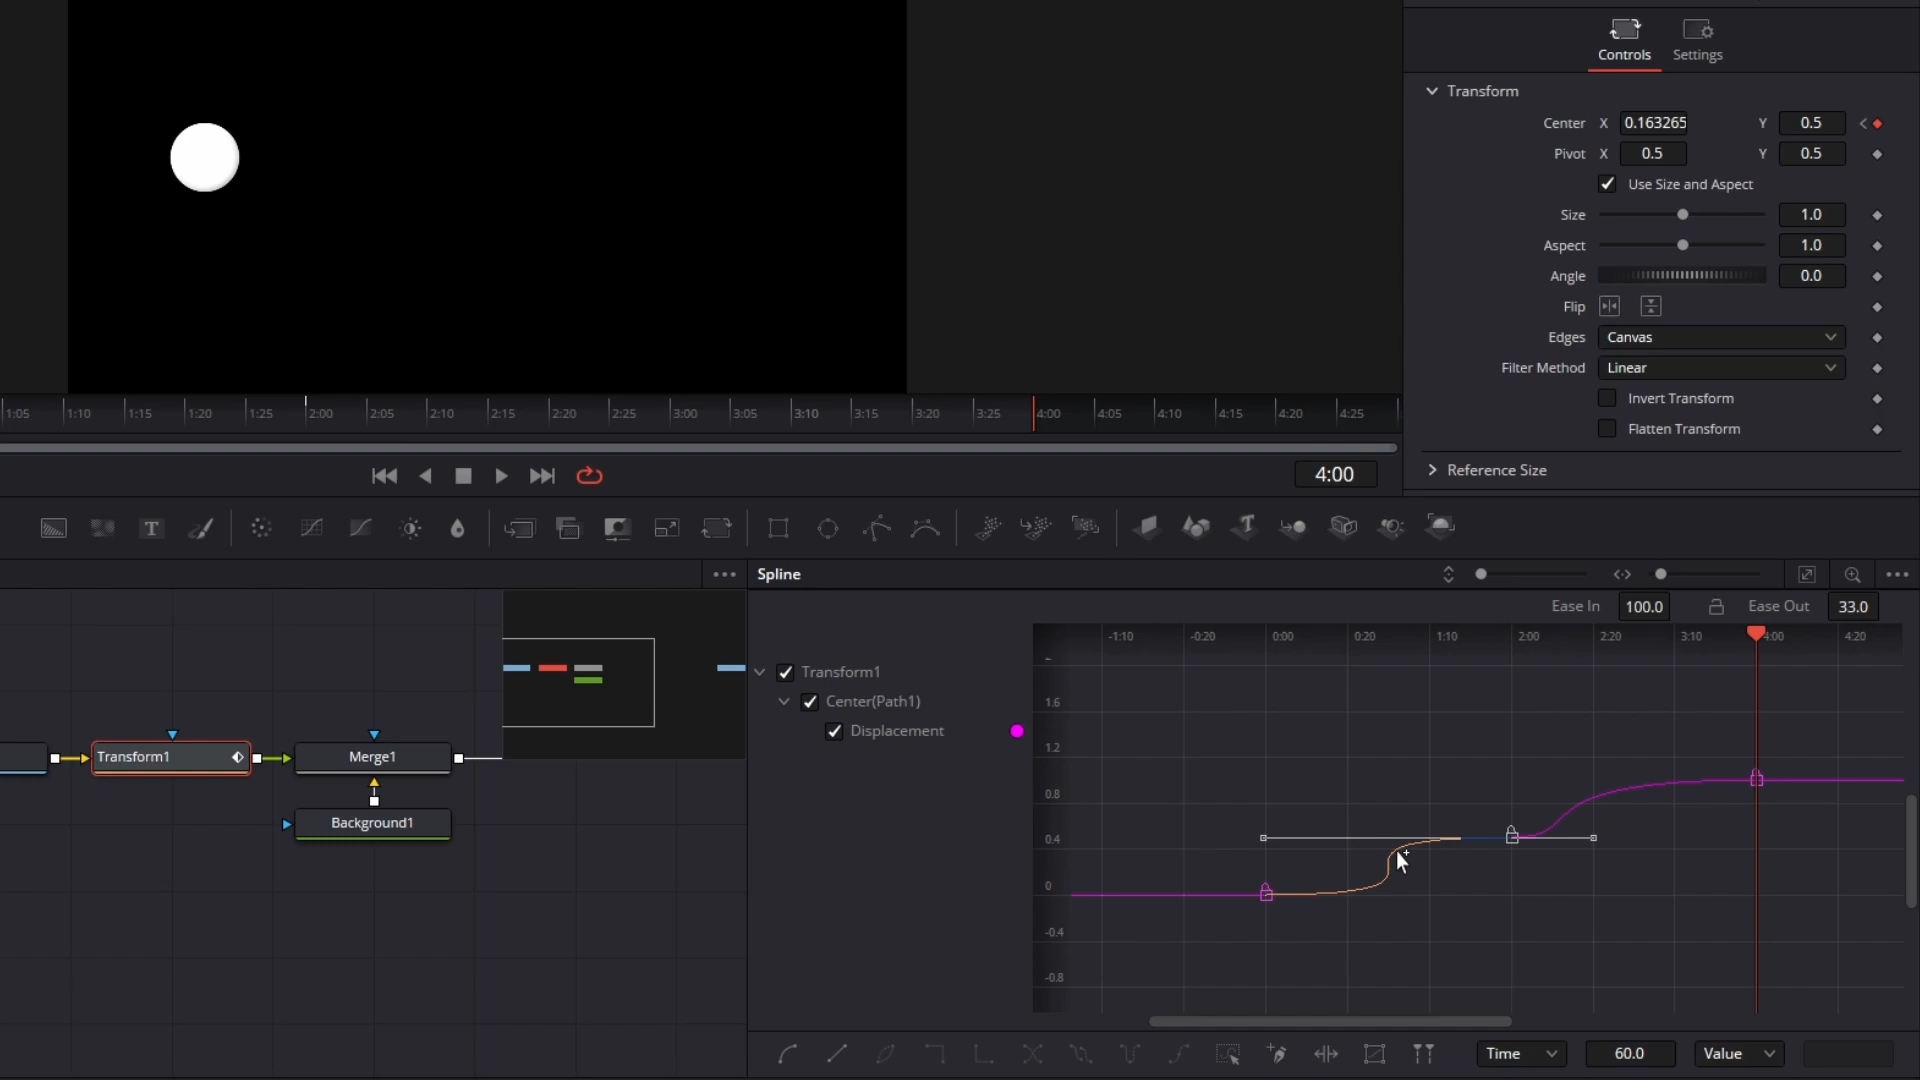 Controls Settings
Transform
Center X 0.163265 Y 0.5
Pivot X 0.5 Y 0.5
Use Size and Aspect
Size 1.0
Aspect 1.0
Angle 0.0
Flip
Edges Canvas
Filter Method Linear
Invert Transform
Flatten Transform
Reference Size
1:05 1:10 1:15 1:20 1:25 2:00 2:05 2:10 2:15 2:20 2:25 3:00 3:05 3:10 3:15 3:20 3:25 4:00 4:05 4:10 4:15 4:20 4:25
4:00
T
Spline
Ease In 100.0 Ease Out 33.0
-1:10 -0:20 0:00 0:20 1:10 2:00 2:20 3:10 4:00 4:20
Transform1
Center(Path1)
Displacement
1.6
1.2
0.8
0.4
0
-0.4
-0.8
Transform1
Merge1
Background1
Time 60.0 Value